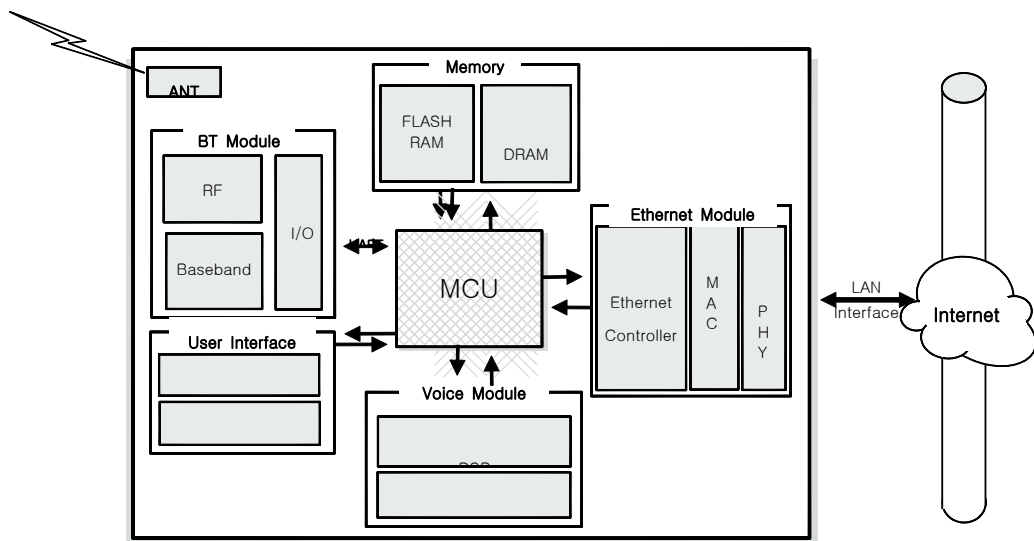 Memory
ANT
FLASH
RAM
DRAM
BT Module
RF
I/O
Baseband
Ethernet Module
MCU
Ethernet
Controller
M
A
C
P
H
Y
LAN
Interface
Internet
User Interface
Voice Module